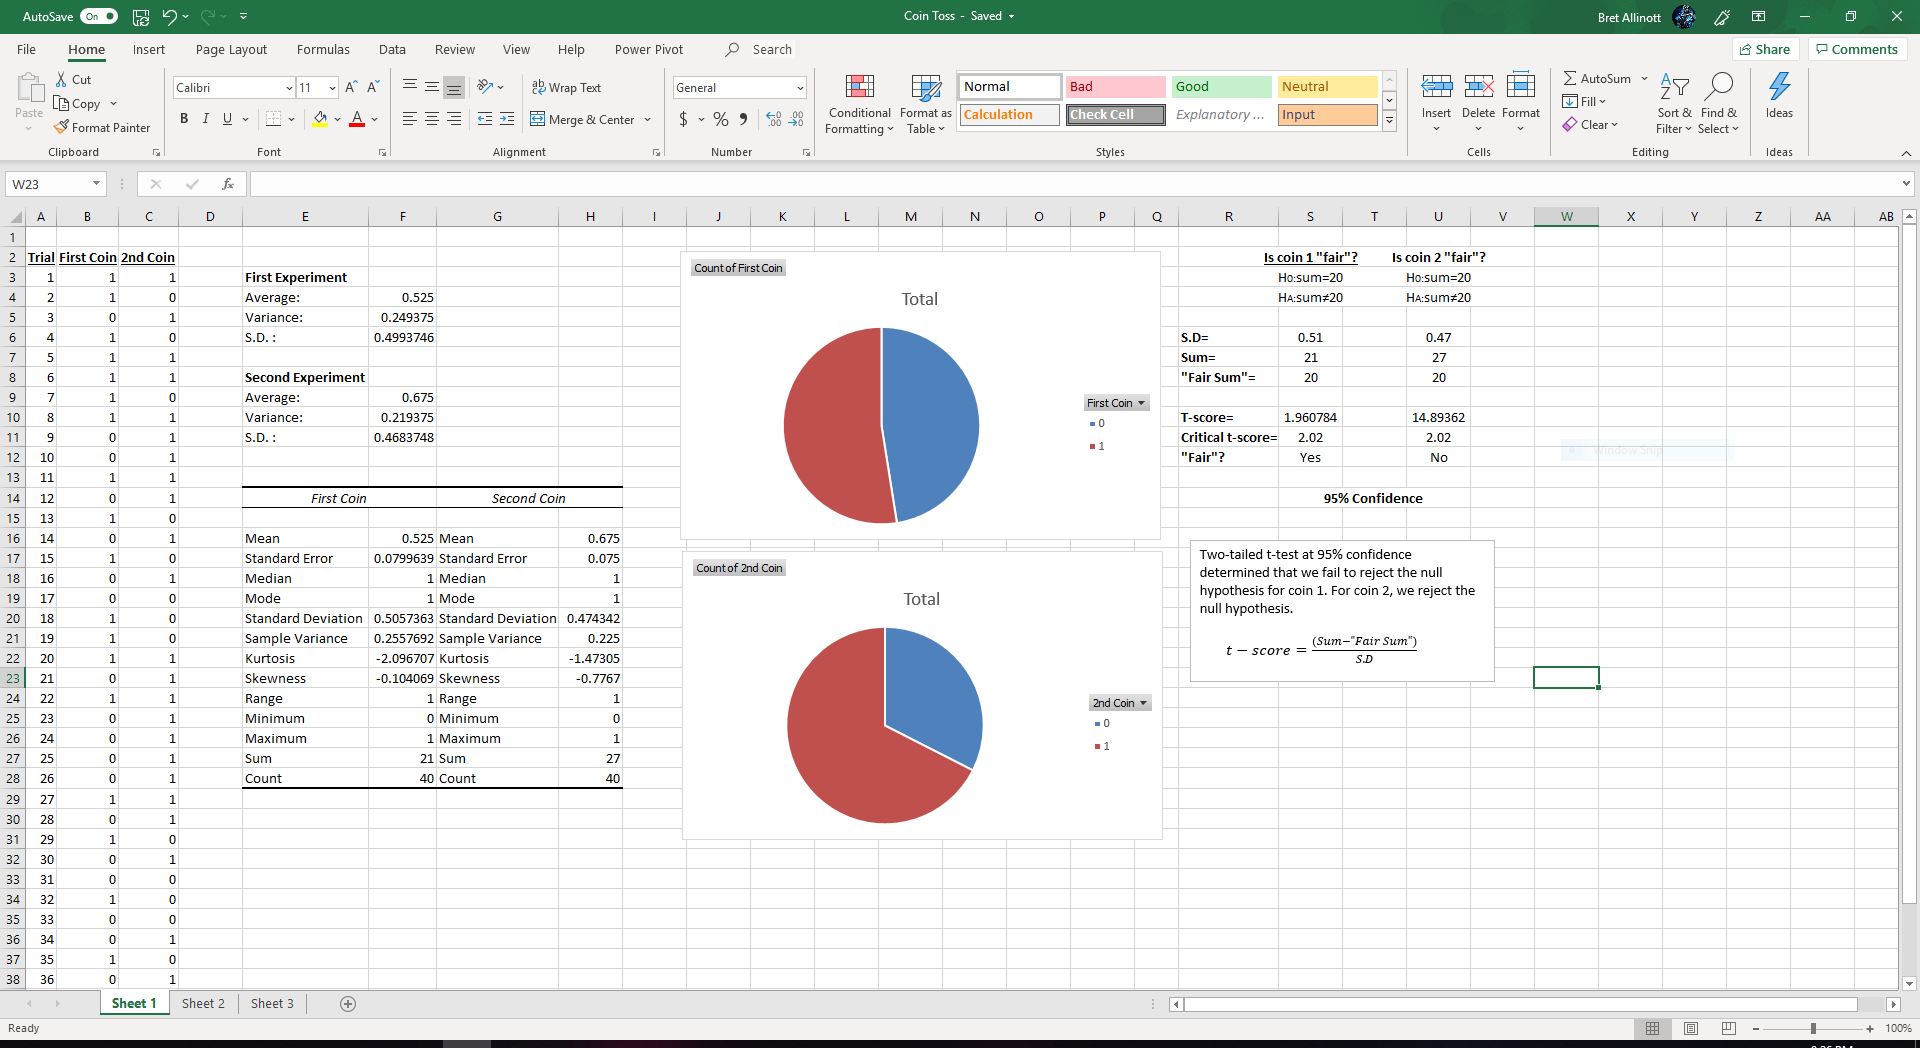 AutoSave On
Coin Toss - Saved
Bret Allinott
File Home Insert Page Layout Formulas Data Review View Help Power Pivot Search
Share Comments
Paste
Cut
Copy
Format Painter
Clipboard
Calibri 11
B I U
Font
Wrap Text
Merge & Center
Alignment
General
$ %
Number
Conditional Formatting
Format as Table
Normal Bad Good Neutral
Calculation Check Cell Explanatory ... Input
Styles
Insert Delete Format
Cells
AutoSum
Fill
Clear
Sort & Filter
Find & Select
Editing
Ideas
Ideas
W23 fx
A B C D E F G H I J K L M N O P Q R S T U V W X Y Z AA AB
1
2 Trial First Coin 2nd Coin
3 1 1 1 First Experiment
4 2 1 0 Average: 0.525
5 3 0 1 Variance: 0.249375
6 4 1 0 S.D. : 0.4993746
7 5 1 1
8 6 1 1 Second Experiment
9 7 1 0 Average: 0.675
10 8 1 1 Variance: 0.219375
11 9 0 1 S.D. : 0.4683748
12 10 0 1
13 11 1 1
14 12 0 1 First Coin Second Coin
15 13 1 0
16 14 0 1 Mean 0.525 Mean 0.675
17 15 1 0 Standard Error 0.0799639 Standard Error 0.075
18 16 0 1 Median 1 Median 1
19 17 0 0 Mode 1 Mode 1
20 18 1 0 Standard Deviation 0.5057363 Standard Deviation 0.474342
21 19 1 0 Sample Variance 0.2557692 Sample Variance 0.225
22 20 1 1 Kurtosis -2.096707 Kurtosis -1.47305
23 21 0 1 Skewness -0.104069 Skewness -0.7767
24 22 1 1 Range 1 Range 1
25 23 0 1 Minimum 0 Minimum 0
26 24 0 1 Maximum 1 Maximum 1
27 25 0 1 Sum 21 Sum 27
28 26 0 1 Count 40 Count 40
29 27 1 1
30 28 0 1
31 29 1 0
32 30 0 1
33 31 0 0
34 32 1 0
35 33 0 0
36 34 0 1
37 35 1 0
38 36 0 1
Count of First Coin
Total
First Coin
0
1
Count of 2nd Coin
Total
2nd Coin
0
1
Is coin 1 "fair"? Is coin 2 "fair"?
H0:sum=20 H0:sum=20
HA:sum≠20 HA:sum≠20
S.D= 0.51 0.47
Sum= 21 27
"Fair Sum"= 20 20
T-score= 1.960784 14.89362
Critical t-score= 2.02 2.02
"Fair"? Yes No
Window Snip
95% Confidence
Two-tailed t-test at 95% confidence
determined that we fail to reject the null
hypothesis for coin 1. For coin 2, we reject the
null hypothesis.
t − score = (Sum−"Fair Sum") / S.D
Sheet 1 Sheet 2 Sheet 3
Ready
100%